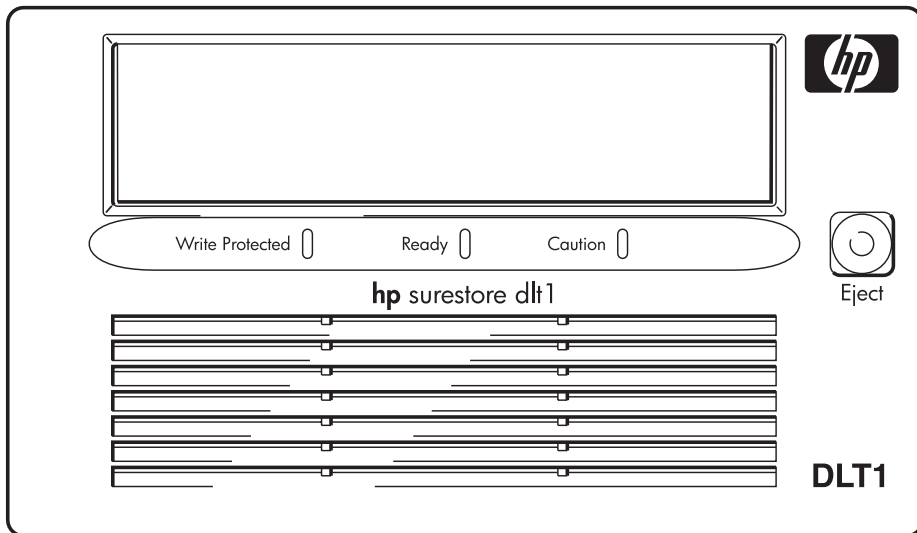 hp
Write Protected Ready Caution
Eject
hp surestore dlt1
DLT1